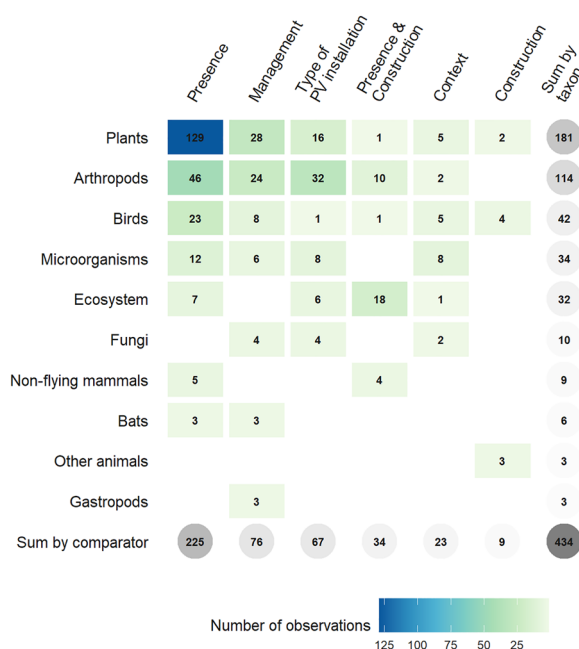 Presence
Management
Type of
PV installation
Presence &
Construction
Context
Construction
Sum by
taxon
Plants 129 28 16 1 5 2 181
Arthropods 46 24 32 10 2 114
Birds 23 8 1 1 5 4 42
Microorganisms 12 6 8 8 34
Ecosystem 7 6 18 1 32
Fungi 4 4 2 10
Non-flying mammals 5 4 9
Bats 3 3 6
Other animals 3 3
Gastropods 3 3
Sum by comparator 225 76 67 34 23 9 434
Number of observations
125 100 75 50 25